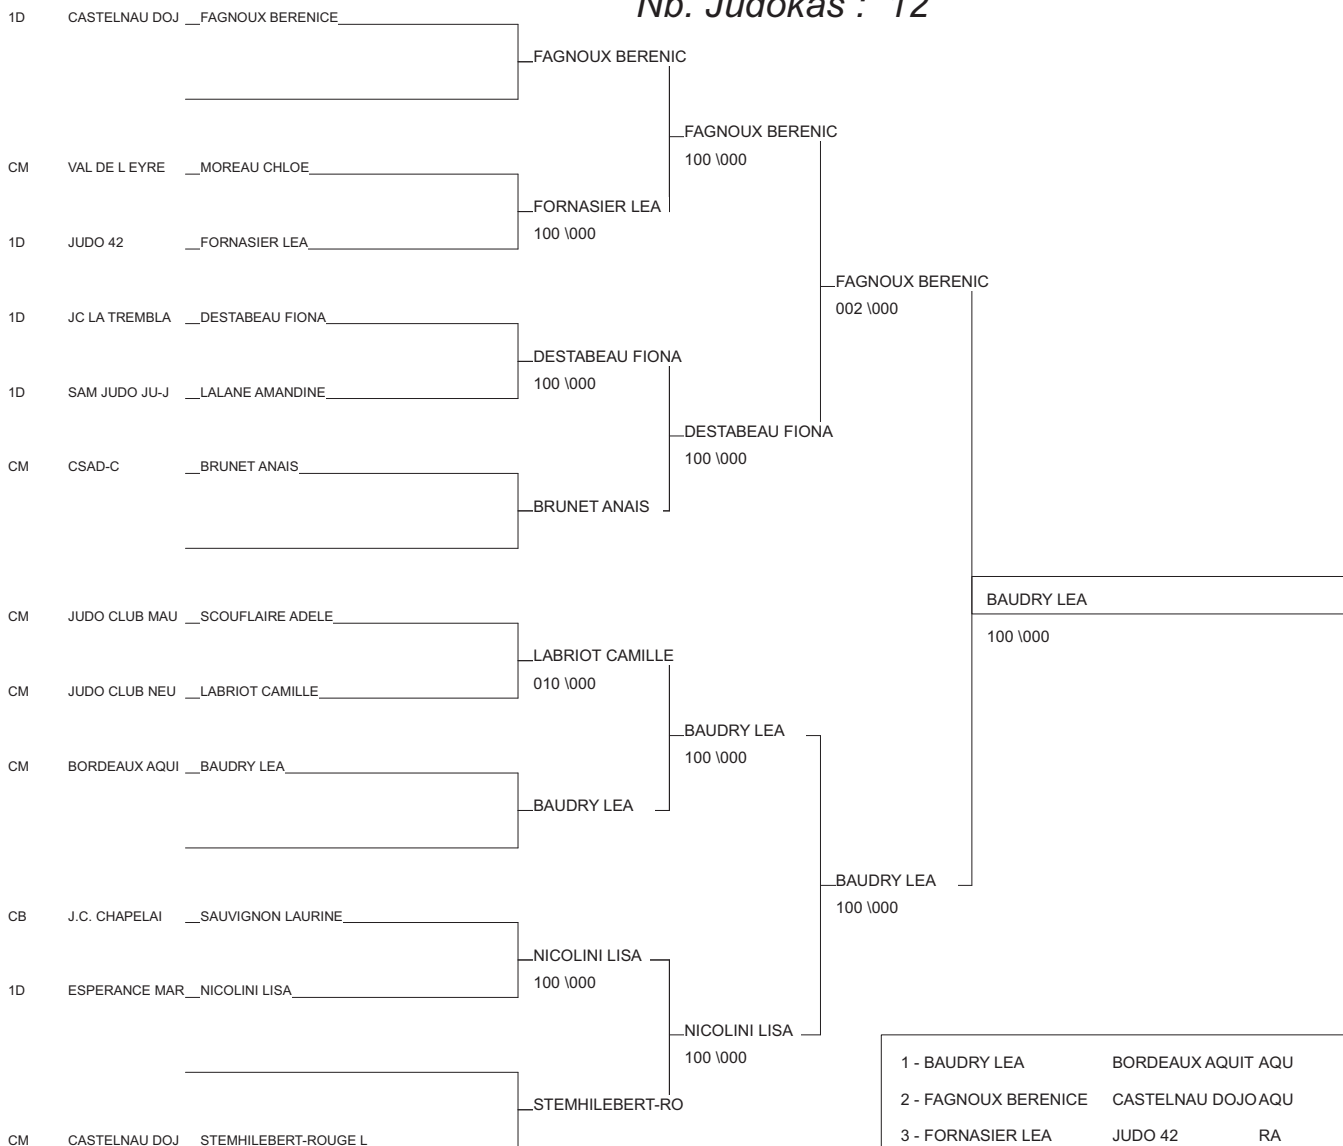 Nb. Judokas : 12
1D CASTELNAU DOJ FAGNOUX BERENICE
FAGNOUX BERENIC
FAGNOUX BERENIC
100 \000
CM VAL DE L EYRE MOREAU CHLOE
FORNASIER LEA
100 \000
1D JUDO 42 FORNASIER LEA
FAGNOUX BERENIC
002 \000
1D JC LA TREMBLA DESTABEAU FIONA
DESTABEAU FIONA
100 \000
1D SAM JUDO JU-J LALANE AMANDINE
DESTABEAU FIONA
100 \000
CM CSAD-C BRUNET ANAIS
BRUNET ANAIS
BAUDRY LEA
100 \000
CM JUDO CLUB MAU SCOUFLAIRE ADELE
LABRIOT CAMILLE
010 \000
CM JUDO CLUB NEU LABRIOT CAMILLE
BAUDRY LEA
100 \000
CM BORDEAUX AQUI BAUDRY LEA
BAUDRY LEA
BAUDRY LEA
100 \000
CB J.C. CHAPELAI SAUVIGNON LAURINE
NICOLINI LISA
100 \000
1D ESPERANCE MAR NICOLINI LISA
NICOLINI LISA
100 \000
STEMHILEBERT-RO
CM CASTELNAU DOJ STEMHILEBERT-ROUGE L
1 - BAUDRY LEA BORDEAUX AQUIT AQU
2 - FAGNOUX BERENICE CASTELNAU DOJO AQU
3 - FORNASIER LEA JUDO 42 RA